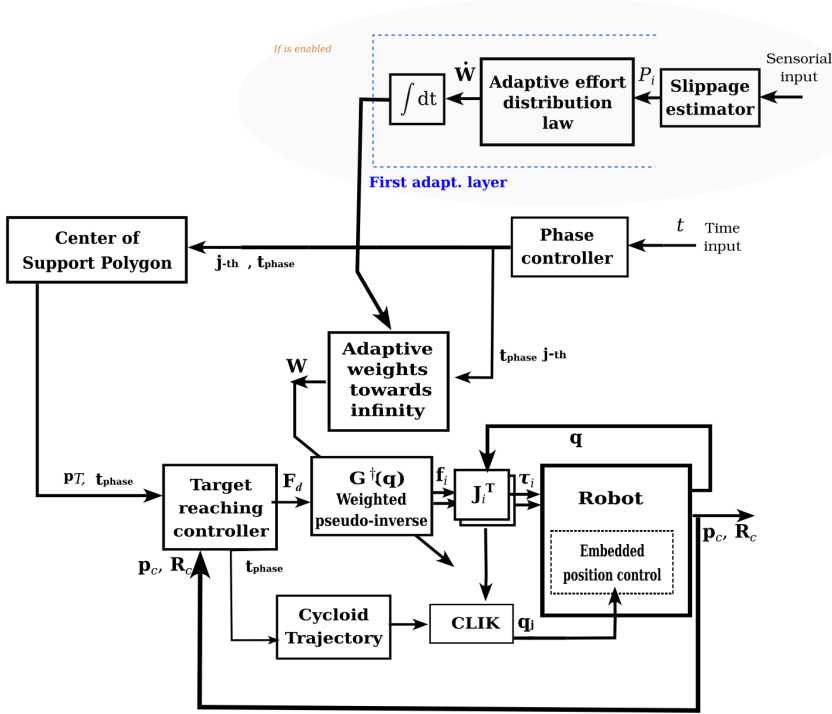 If is enabled
Sensorial
input
Slippage
estimator
P_i
Adaptive effort
distribution
law
Ẇ
∫ dt
First adapt. layer
Center of
Support Polygon
j-th , t_phase
Phase
controller
t
Time
input
Adaptive
weights
towards
infinity
t_phase j-th
W
q
pT, t_phase
Target
reaching
controller
F_d
G†(q)
Weighted
pseudo-inverse
f_i
J_i^T
τ_i
Robot
Embedded
position control
p_c, R_c
p_c, R_c
t_phase
Cycloid
Trajectory
CLIK
q_j